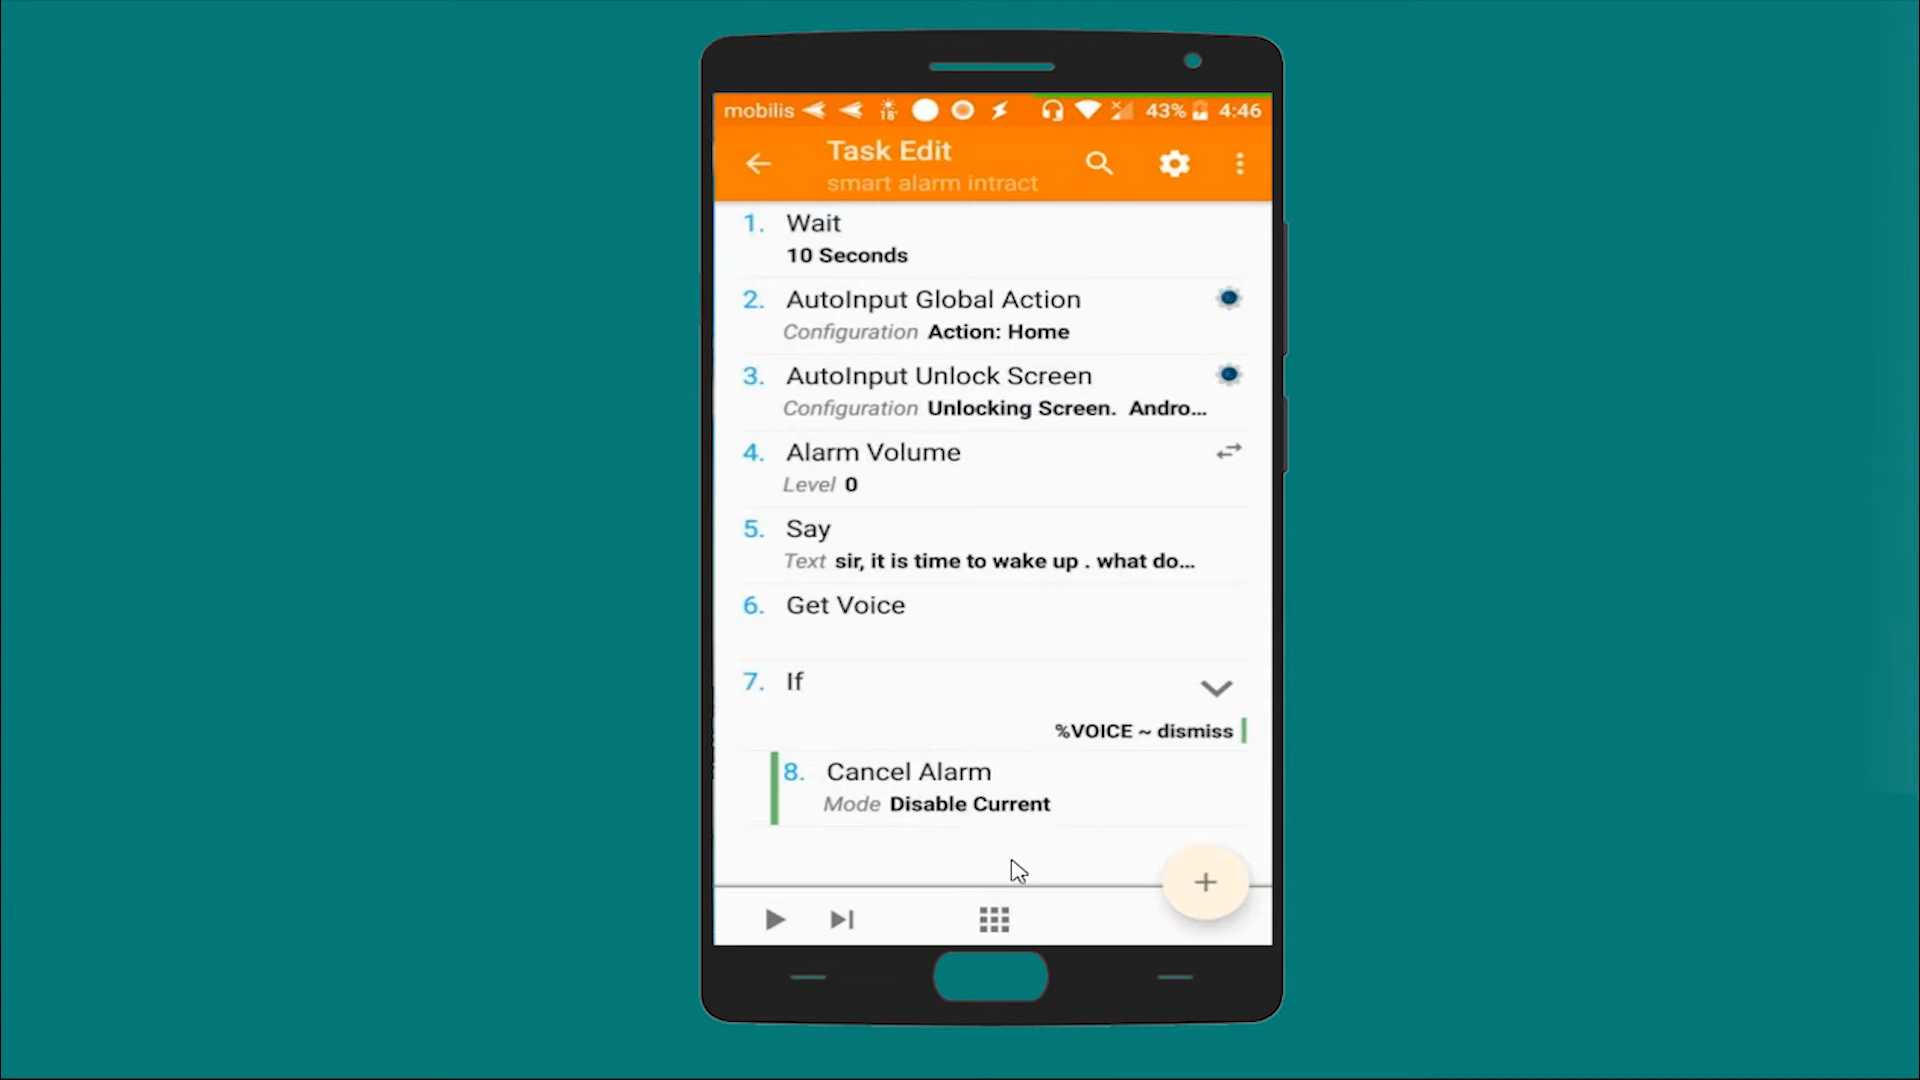 mobilis 18° 43% 4:46
Task Edit
smart alarm intract
1. Wait
10 Seconds
2. AutoInput Global Action
Configuration Action: Home
3. AutoInput Unlock Screen
Configuration Unlocking Screen. Andro...
4. Alarm Volume
Level 0
5. Say
Text sir, it is time to wake up . what do...
6. Get Voice
7. If
%VOICE ~ dismiss
8. Cancel Alarm
Mode Disable Current